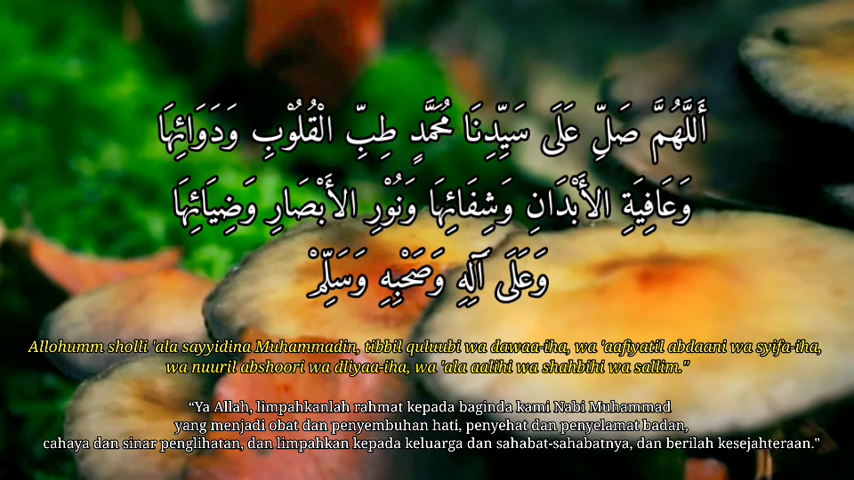 أَللَّهُمَّ صَلِّ عَلَى سَيِّدِنَا مُحَمَّدٍ طِبِّ الْقُلُوْبِ وَدَوَائِهَا
وَعَافِيَةِ الأَبْدَانِ وَشِفَائِهَا وَنُوْرِ الأَبْصَارِ وَضِيَائِهَا
وَعَلَى آلِهِ وَصَحْبِهِ وَسَلِّمْ
Allohumm sholli 'ala sayyidina Muhammadin, tibbil quluubi wa dawaa-iha, wa 'aafiyatil abdaani wa syifa-iha,
wa nuuril abshoori wa dliyaa-iha, wa 'ala aalihi wa shahbihi wa sallim."
“Ya Allah, limpahkanlah rahmat kepada baginda kami Nabi Muhammad
yang menjadi obat dan penyembuhan hati, penyehat dan penyelamat badan,
cahaya dan sinar penglihatan, dan limpahkan kepada keluarga dan sahabat-sahabatnya, dan berilah kesejahteraan."